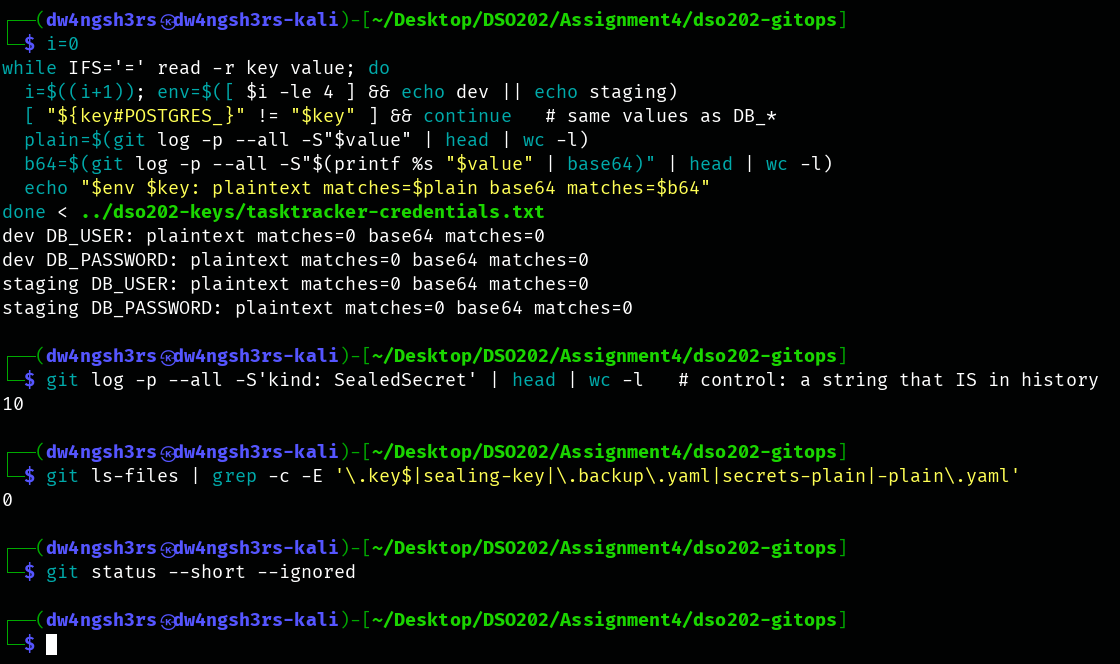 ┌──(dw4ngsh3rs㉿dw4ngsh3rs-kali)-[~/Desktop/DSO202/Assignment4/dso202-gitops]
└─$ i=0
while IFS='=' read -r key value; do
  i=$((i+1)); env=$([ $i -le 4 ] && echo dev || echo staging)
  [ "${key#POSTGRES_}" != "$key" ] && continue   # same values as DB_*
  plain=$(git log -p --all -S"$value" | head | wc -l)
  b64=$(git log -p --all -S"$(printf %s "$value" | base64)" | head | wc -l)
  echo "$env $key: plaintext matches=$plain base64 matches=$b64"
done < ../dso202-keys/tasktracker-credentials.txt
dev DB_USER: plaintext matches=0 base64 matches=0
dev DB_PASSWORD: plaintext matches=0 base64 matches=0
staging DB_USER: plaintext matches=0 base64 matches=0
staging DB_PASSWORD: plaintext matches=0 base64 matches=0
┌──(dw4ngsh3rs㉿dw4ngsh3rs-kali)-[~/Desktop/DSO202/Assignment4/dso202-gitops]
└─$ git log -p --all -S'kind: SealedSecret' | head | wc -l   # control: a string that IS in history
10
┌──(dw4ngsh3rs㉿dw4ngsh3rs-kali)-[~/Desktop/DSO202/Assignment4/dso202-gitops]
└─$ git ls-files | grep -c -E '\.key$|sealing-key|\.backup\.yaml|secrets-plain|-plain\.yaml'
0
┌──(dw4ngsh3rs㉿dw4ngsh3rs-kali)-[~/Desktop/DSO202/Assignment4/dso202-gitops]
└─$ git status --short --ignored
┌──(dw4ngsh3rs㉿dw4ngsh3rs-kali)-[~/Desktop/DSO202/Assignment4/dso202-gitops]
└─$